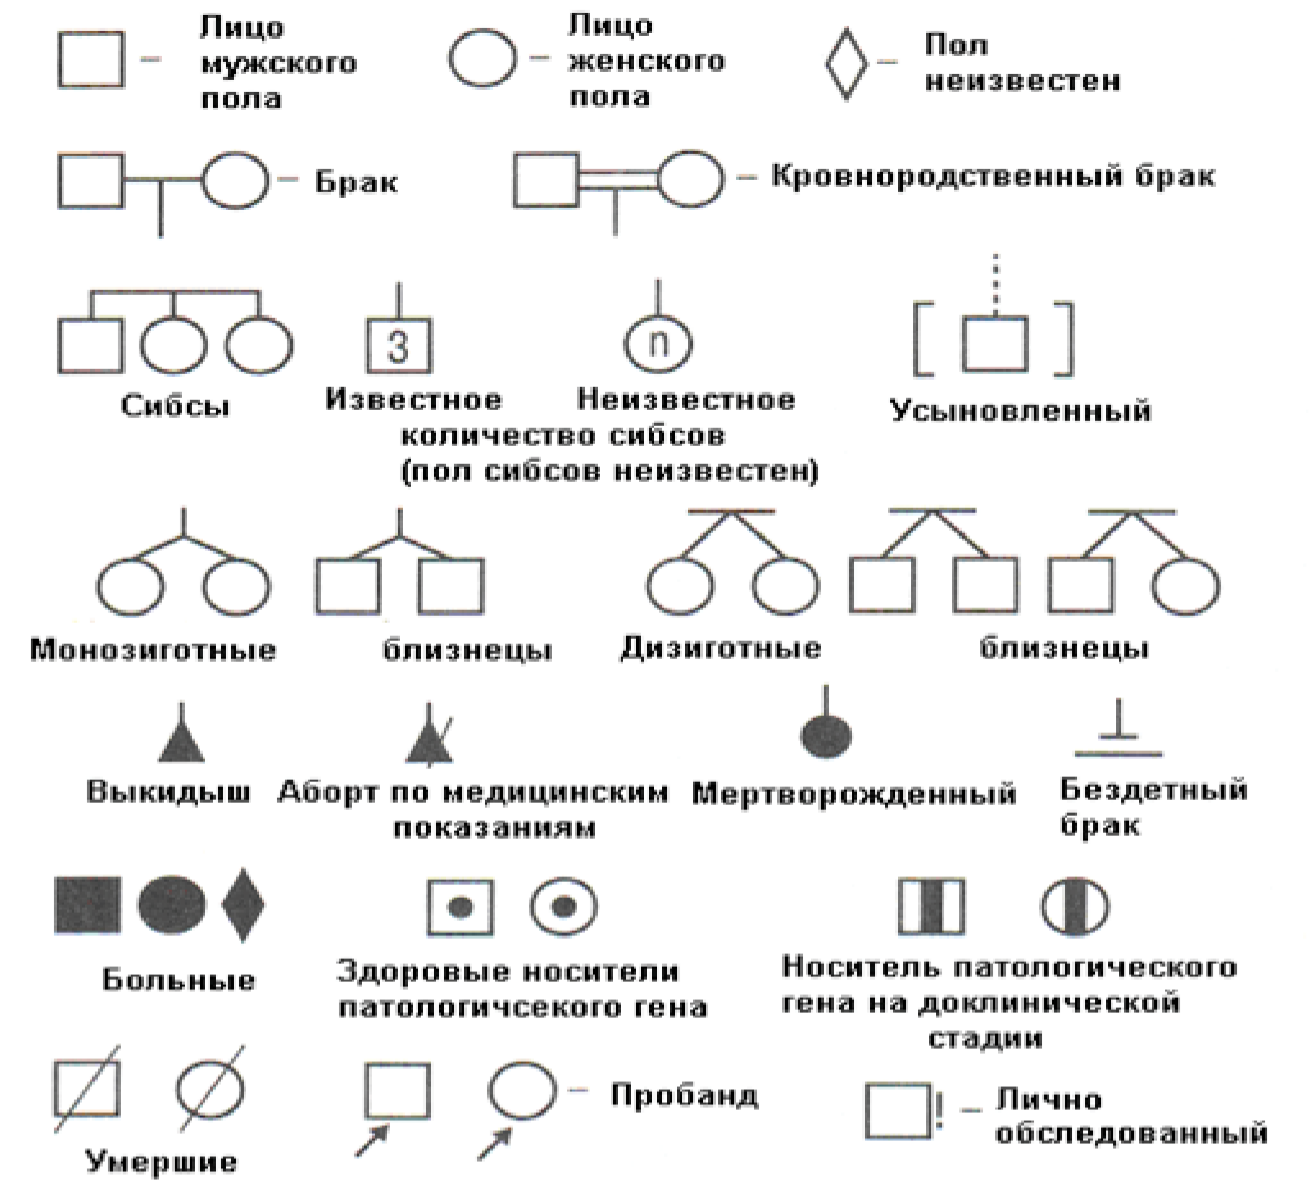 Лицо
мужского
пола
Лицо
женского
пола
Пол
неизвестен
Брак
Кровнородственный брак
3
n
Сибсы
Известное
Неизвестное
количество сибсов
(пол сибсов неизвестен)
Усыновленный
Монозиготные близнецы
Дизиготные близнецы
Выкидыш
Аборт по медицинским
показаниям
Мертворожденный
Бездетный
брак
Больные
Здоровые носители
патологичсекого гена
Носитель патологического
гена на доклинической
стадии
Умершие
Пробанд
!
Лично
обследованный